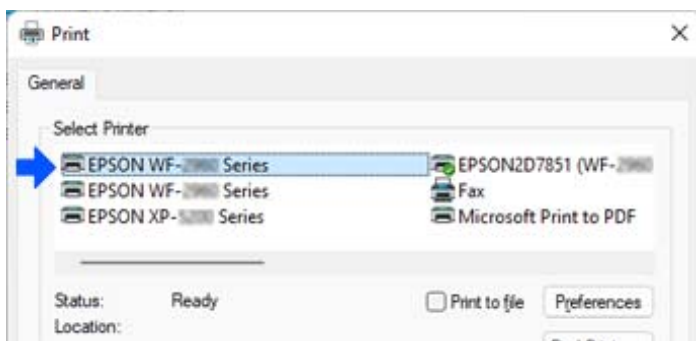 Print
General
Select Printer
EPSON WF- Series
EPSON WF- Series
EPSON XP- Series
EPSON2D7851 (WF-
Fax
Microsoft Print to PDF
Status: Ready
Location:
Print to file
Preferences